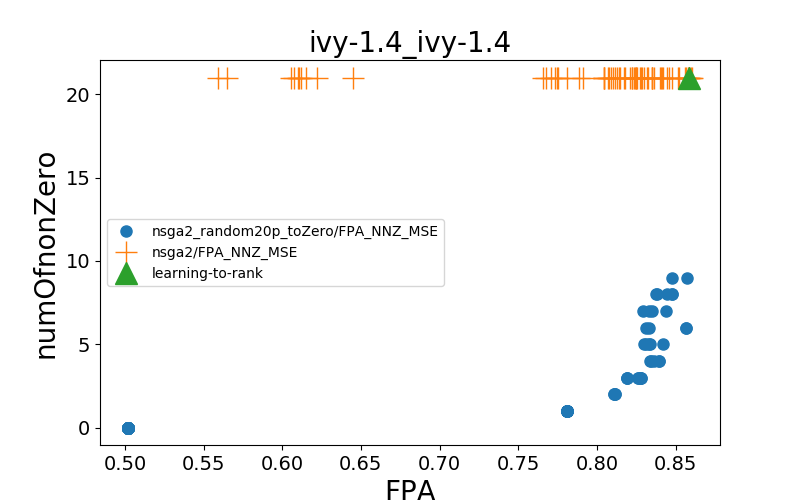 ivy-1.4_ivy-1.4
numOfnonZero
20
15
10
5
0
nsga2_random20p_toZero/FPA_NNZ_MSE
nsga2/FPA_NNZ_MSE
learning-to-rank
0.50 0.55 0.60 0.65 0.70 0.75 0.80 0.85
FPA